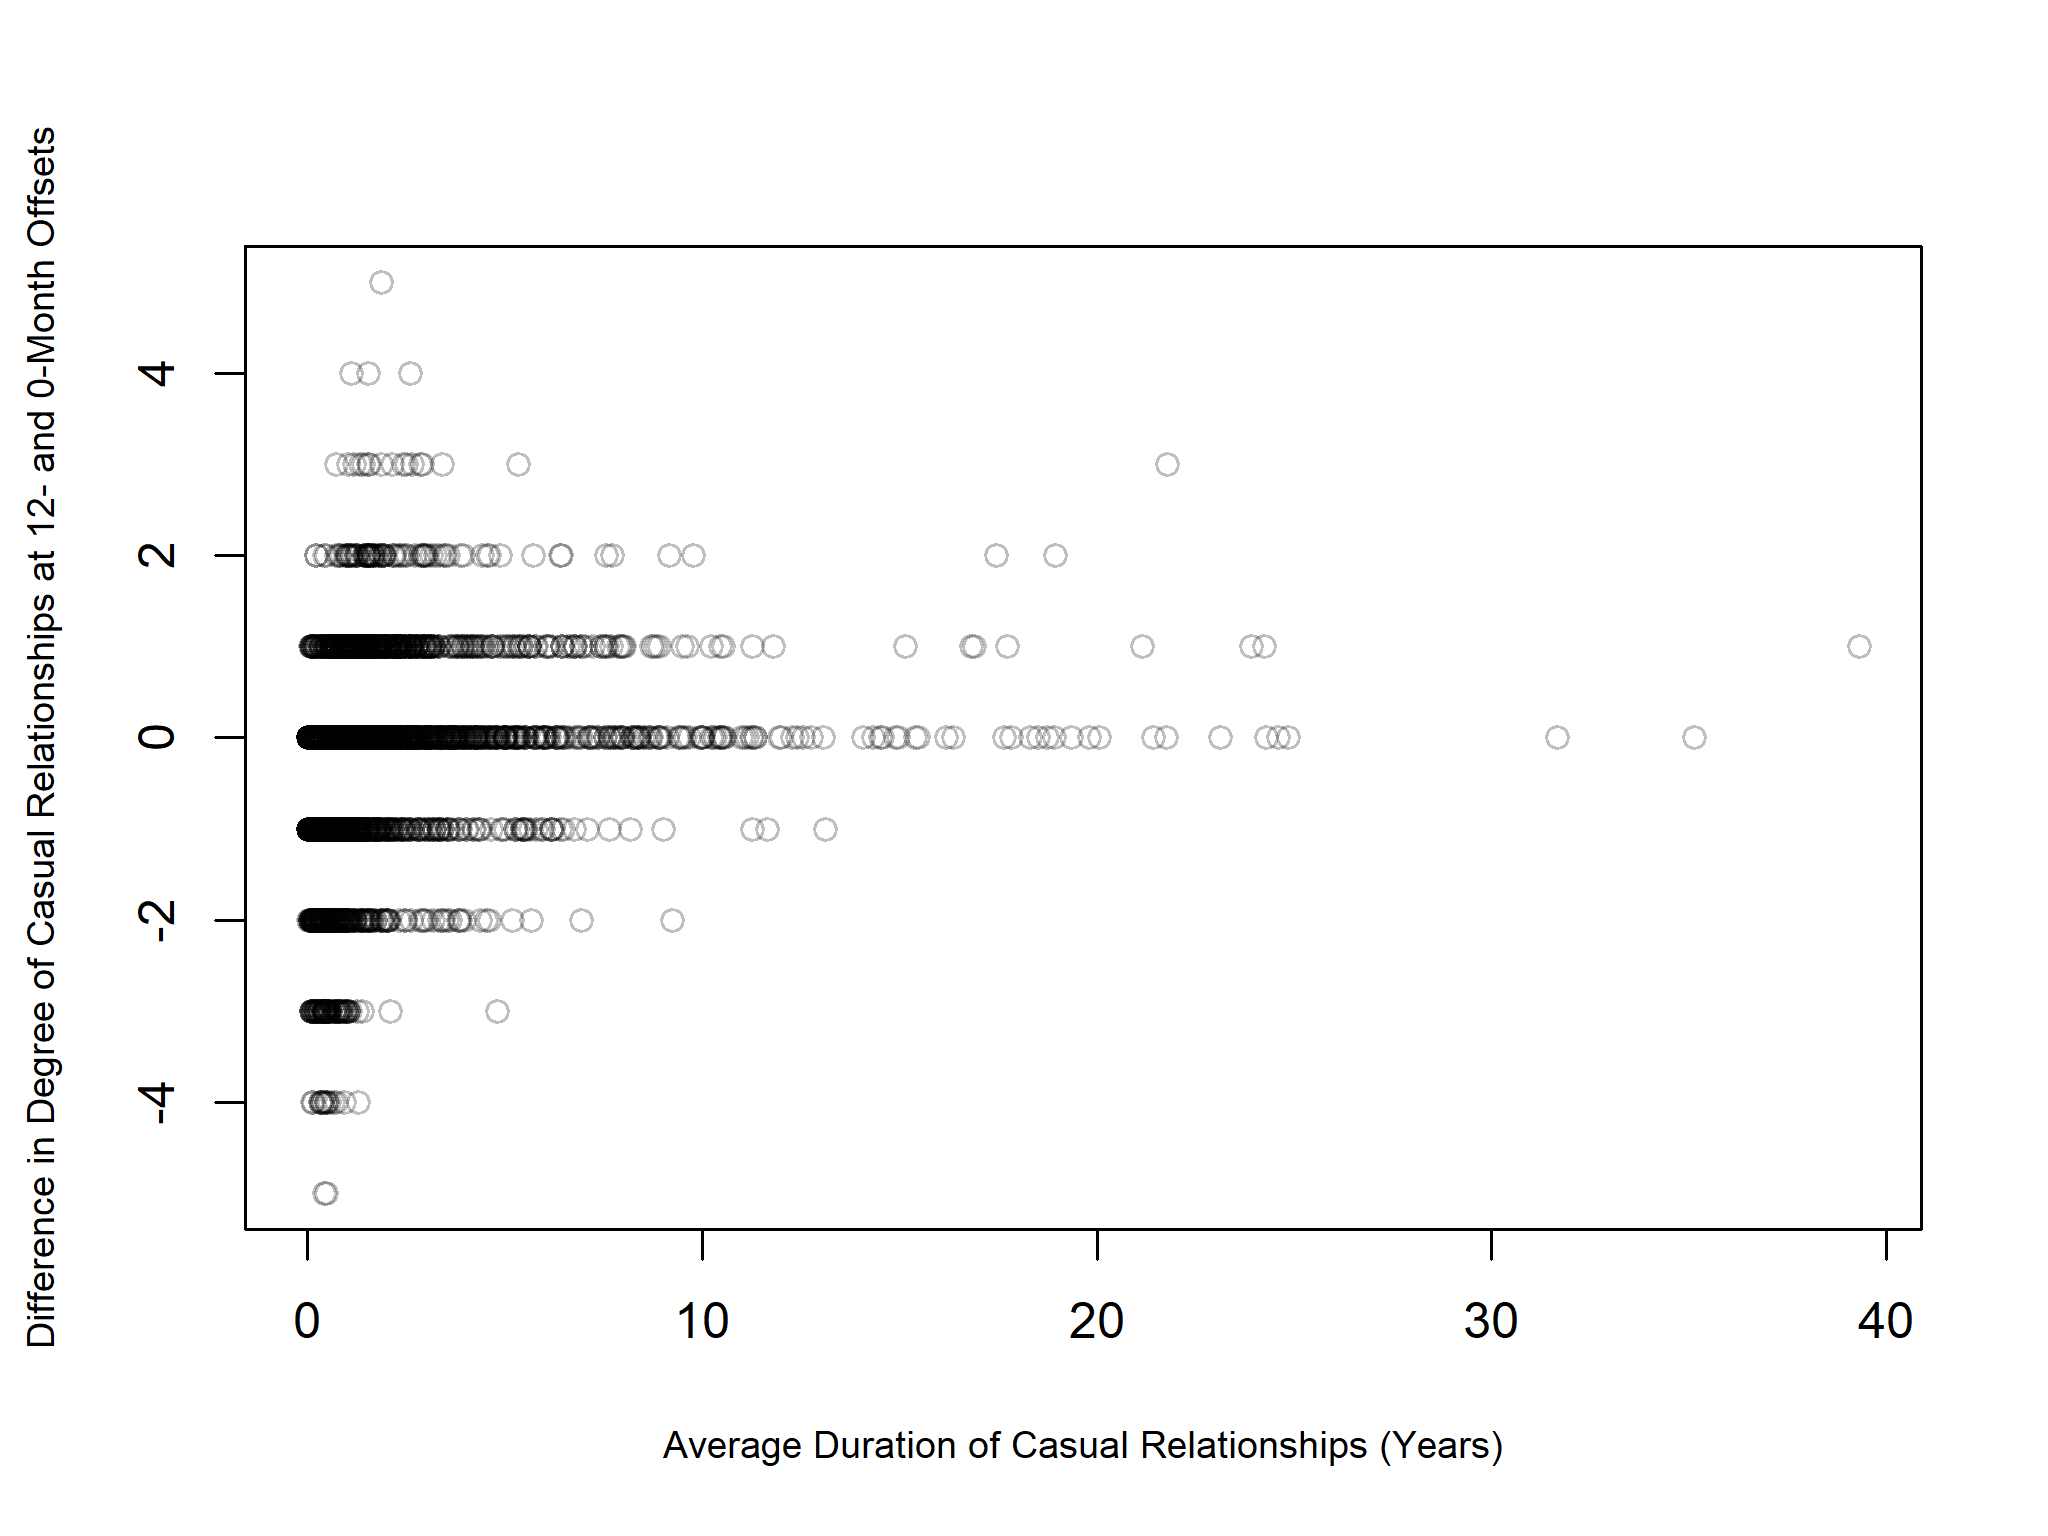 Difference in Degree of Casual Relationships at 12- and 0-Month Offsets
4
2
0
-2
-4
0 10 20 30 40
Average Duration of Casual Relationships (Years)